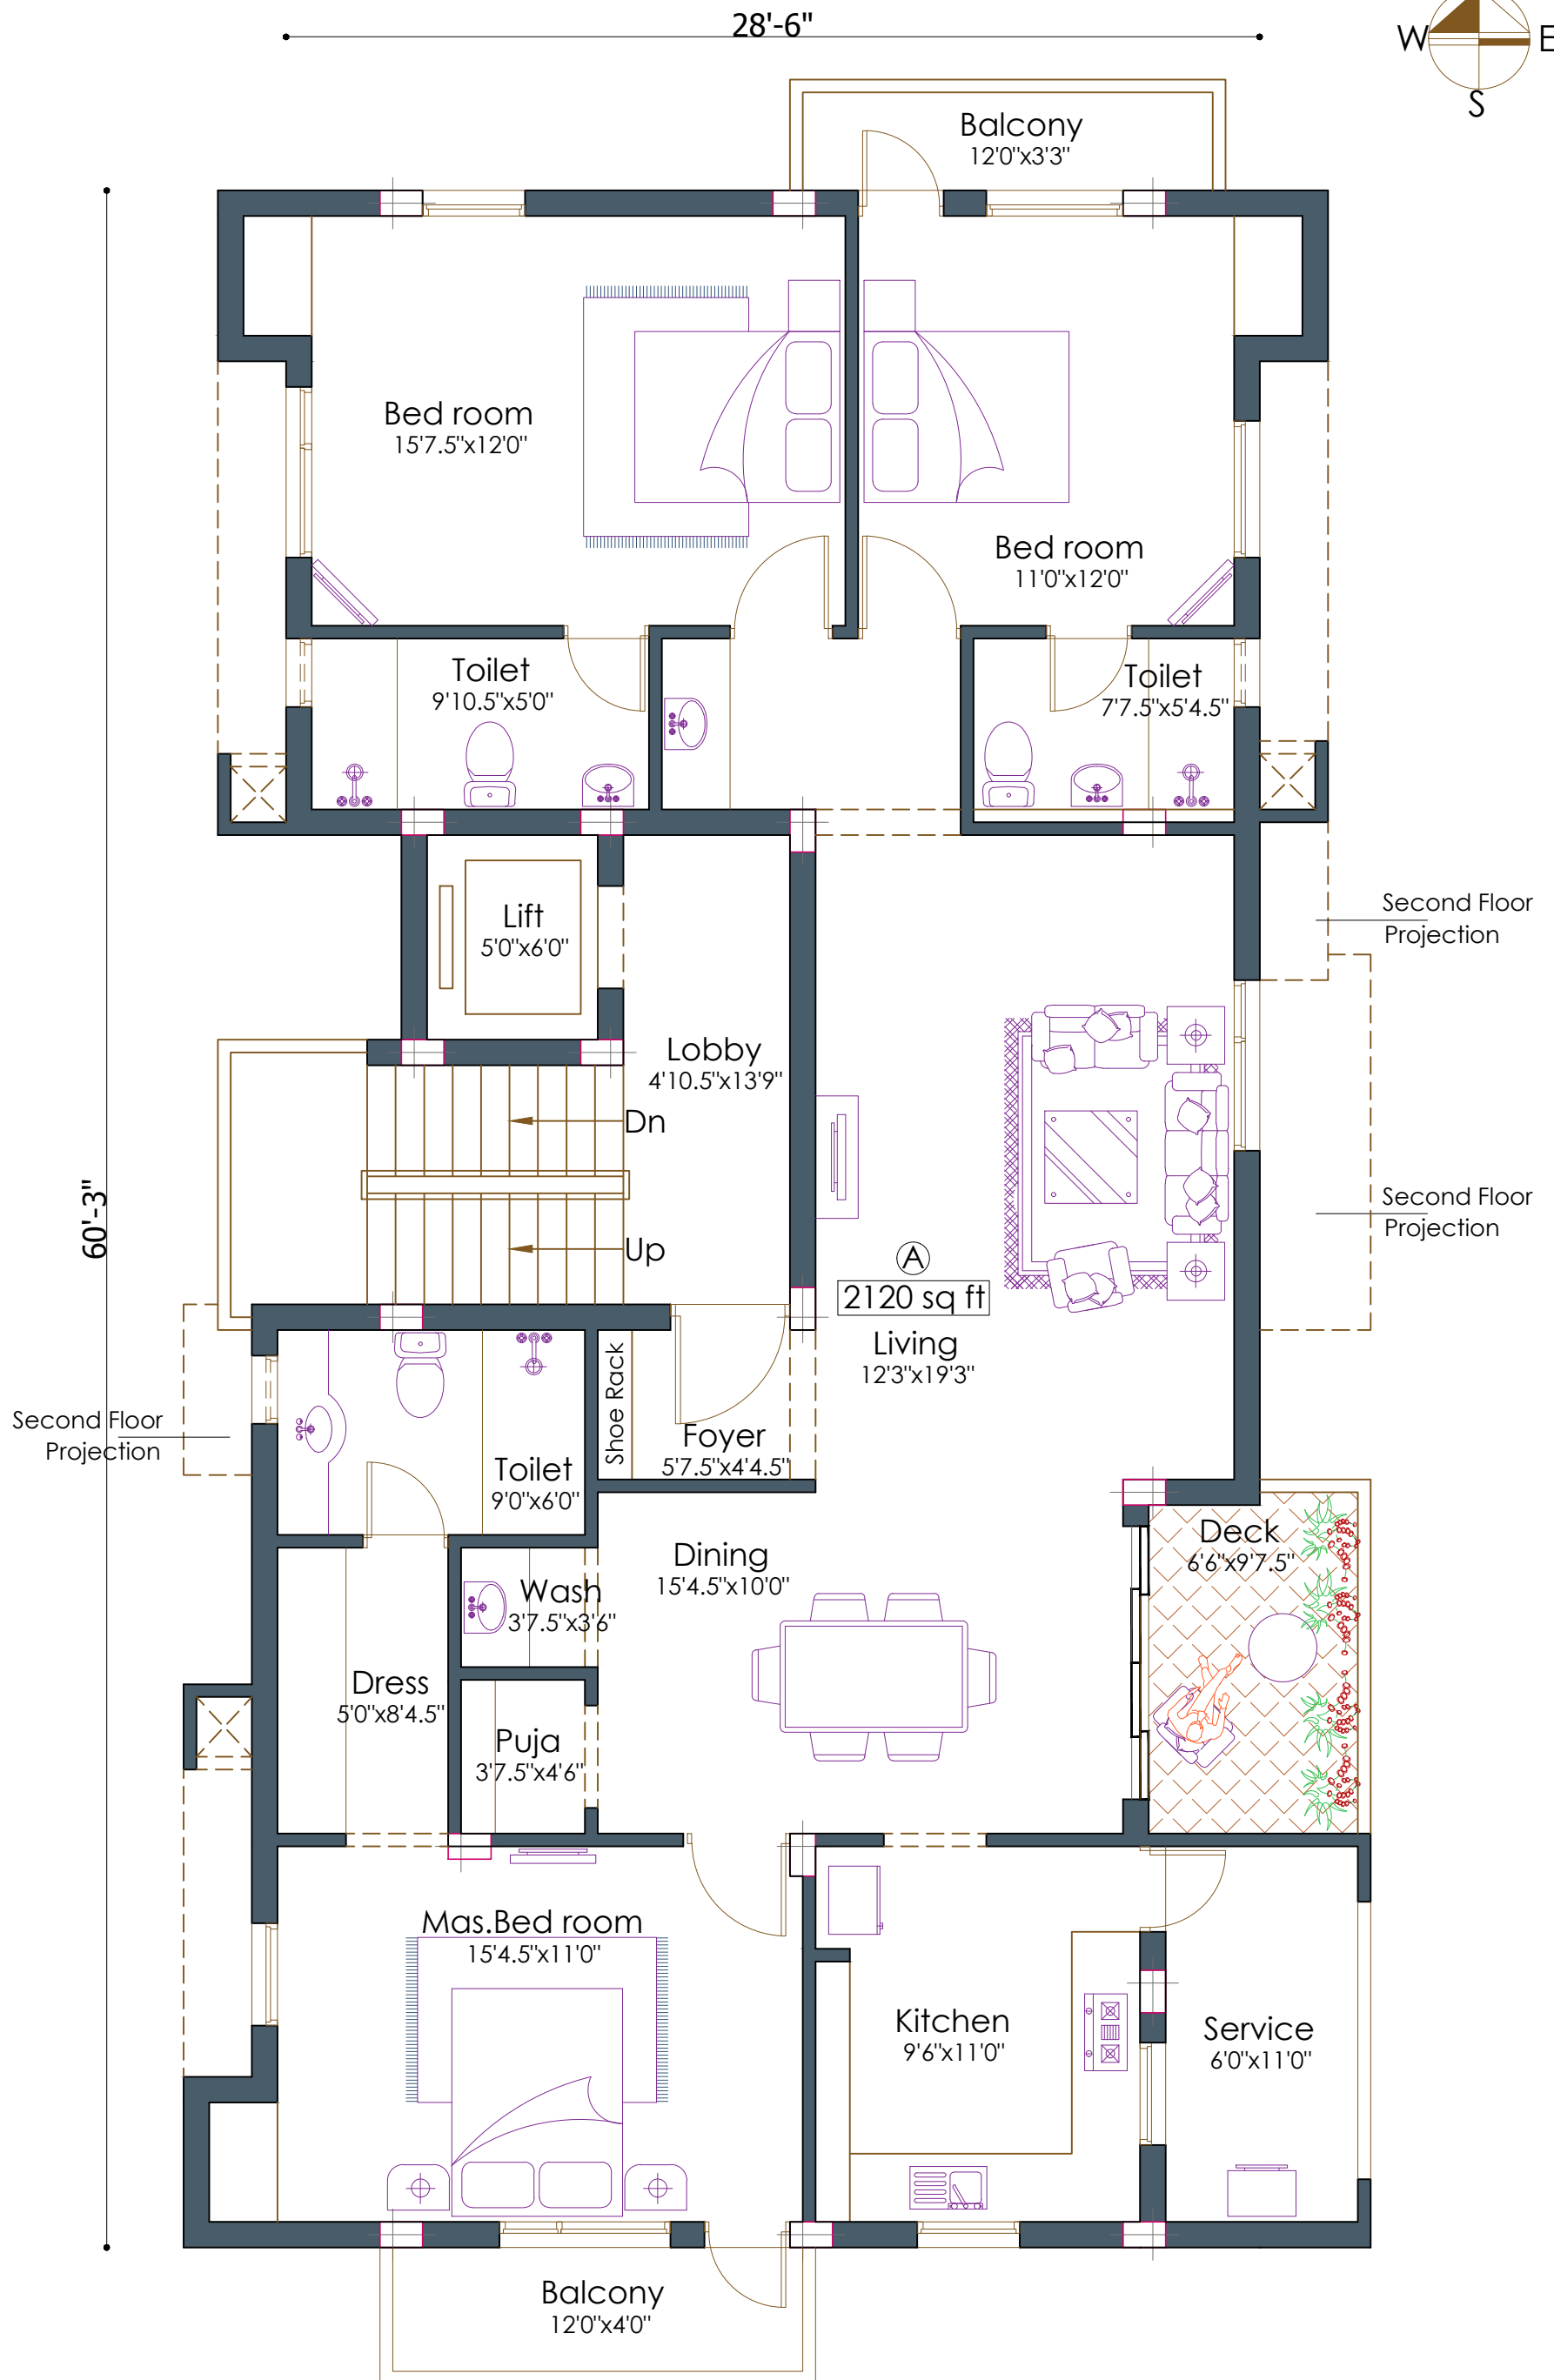 28'-6"
W
E
S
Balcony
12'0"x3'3"
Bed room
15'7.5"x12'0"
Bed room
11'0"x12'0"
Toilet
9'10.5"x5'0"
Toilet
7'7.5"x5'4.5"
Lift
5'0"x6'0"
Second Floor
Projection
Lobby
4'10.5"x13'9"
Dn
60'-3"
Second Floor
Projection
Up
A
2120 sq ft
Living
12'3"x19'3"
Shoe Rack
Second Floor
Projection
Foyer
5'7.5"x4'4.5"
Toilet
9'0"x6'0"
Deck
6'6"x9'7.5"
Dining
15'4.5"x10'0"
Wash
3'7.5"x3'6"
Dress
5'0"x8'4.5"
Puja
3'7.5"x4'6"
Mas.Bed room
15'4.5"x11'0"
Kitchen
9'6"x11'0"
Service
6'0"x11'0"
Balcony
12'0"x4'0"